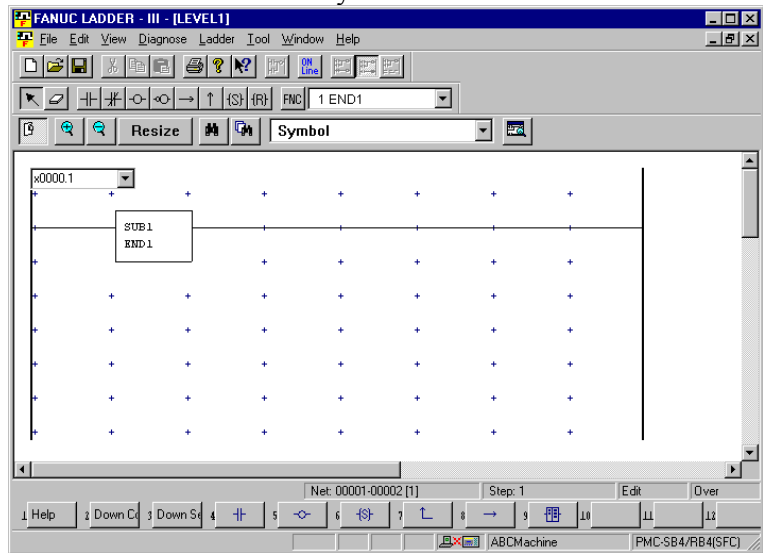 FANUC LADDER - III - [LEVEL1]
File Edit View Diagnose Ladder Tool Window Help
ON Line
{S} {R} FNC 1 END1
Resize Symbol
x0000.1
SUB1
END1
Net: 00001-00002 [1] Step: 1 Edit Over
1 Help 2 Down Co 3 Down Se 4 5 6 (S) 7 8 9 10 11 12
ABCMachine PMC-SB4/RB4(SFC)